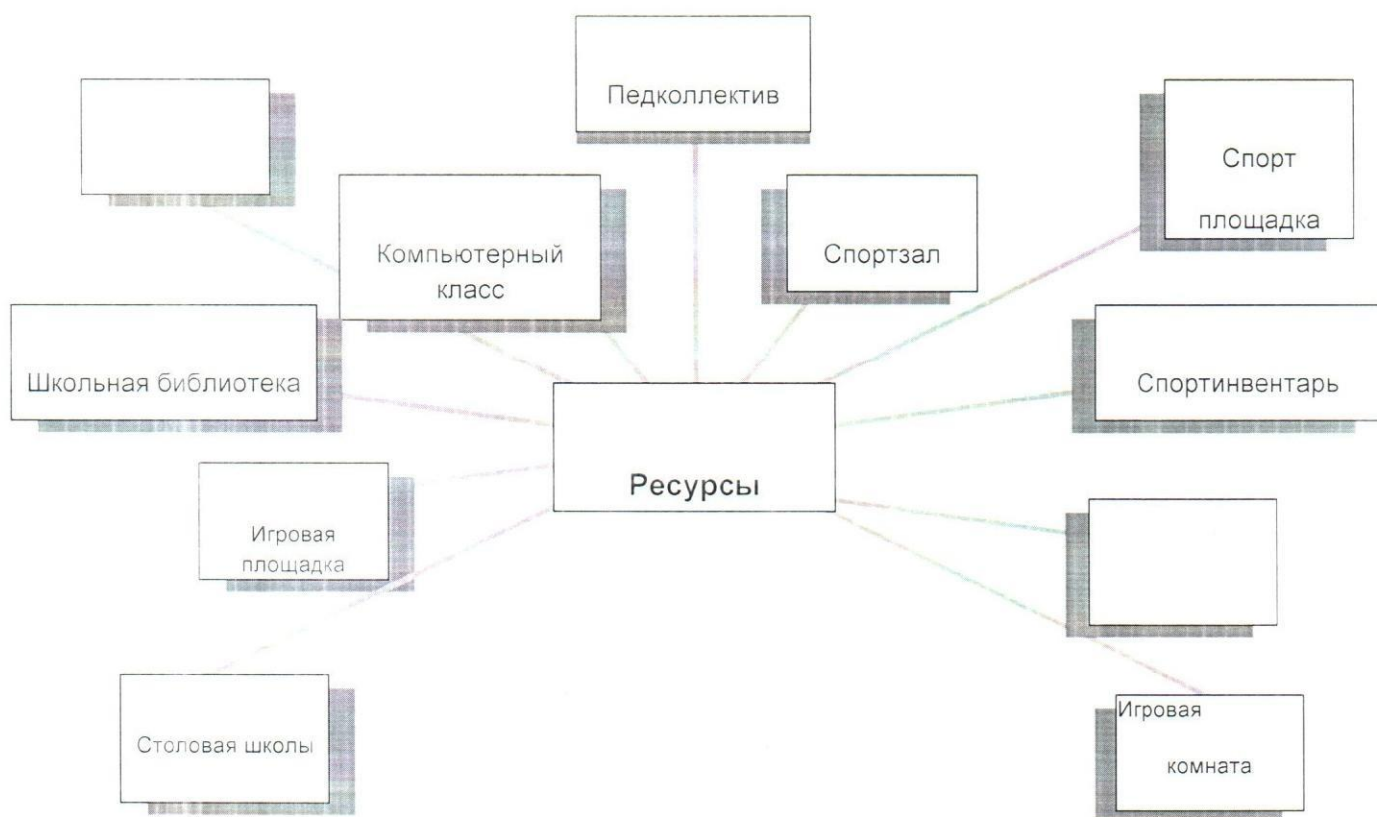 Педколлектив
Спорт
площадка
Компьютерный
класс
Спортзал
Школьная библиотека
Спортинвентарь
Ресурсы
Игровая
площадка
Столовая школы
Игровая
комната